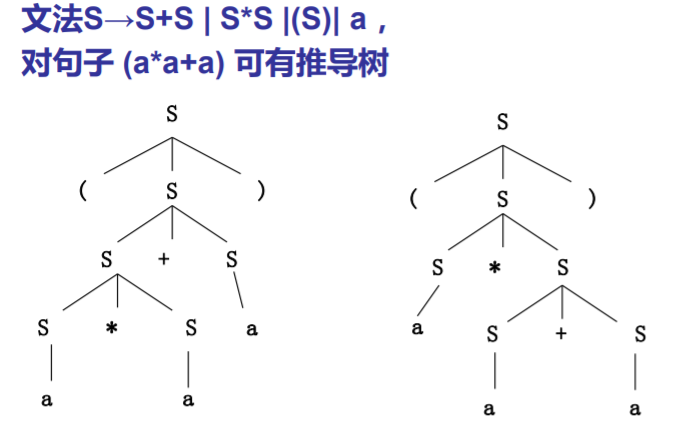 文法S→S+S | S*S |(S)| a，
对句子 (a*a+a) 可有推导树
S
S
( S )
( S )
S + S
S * S
S * S a
a S + S
a a
a a